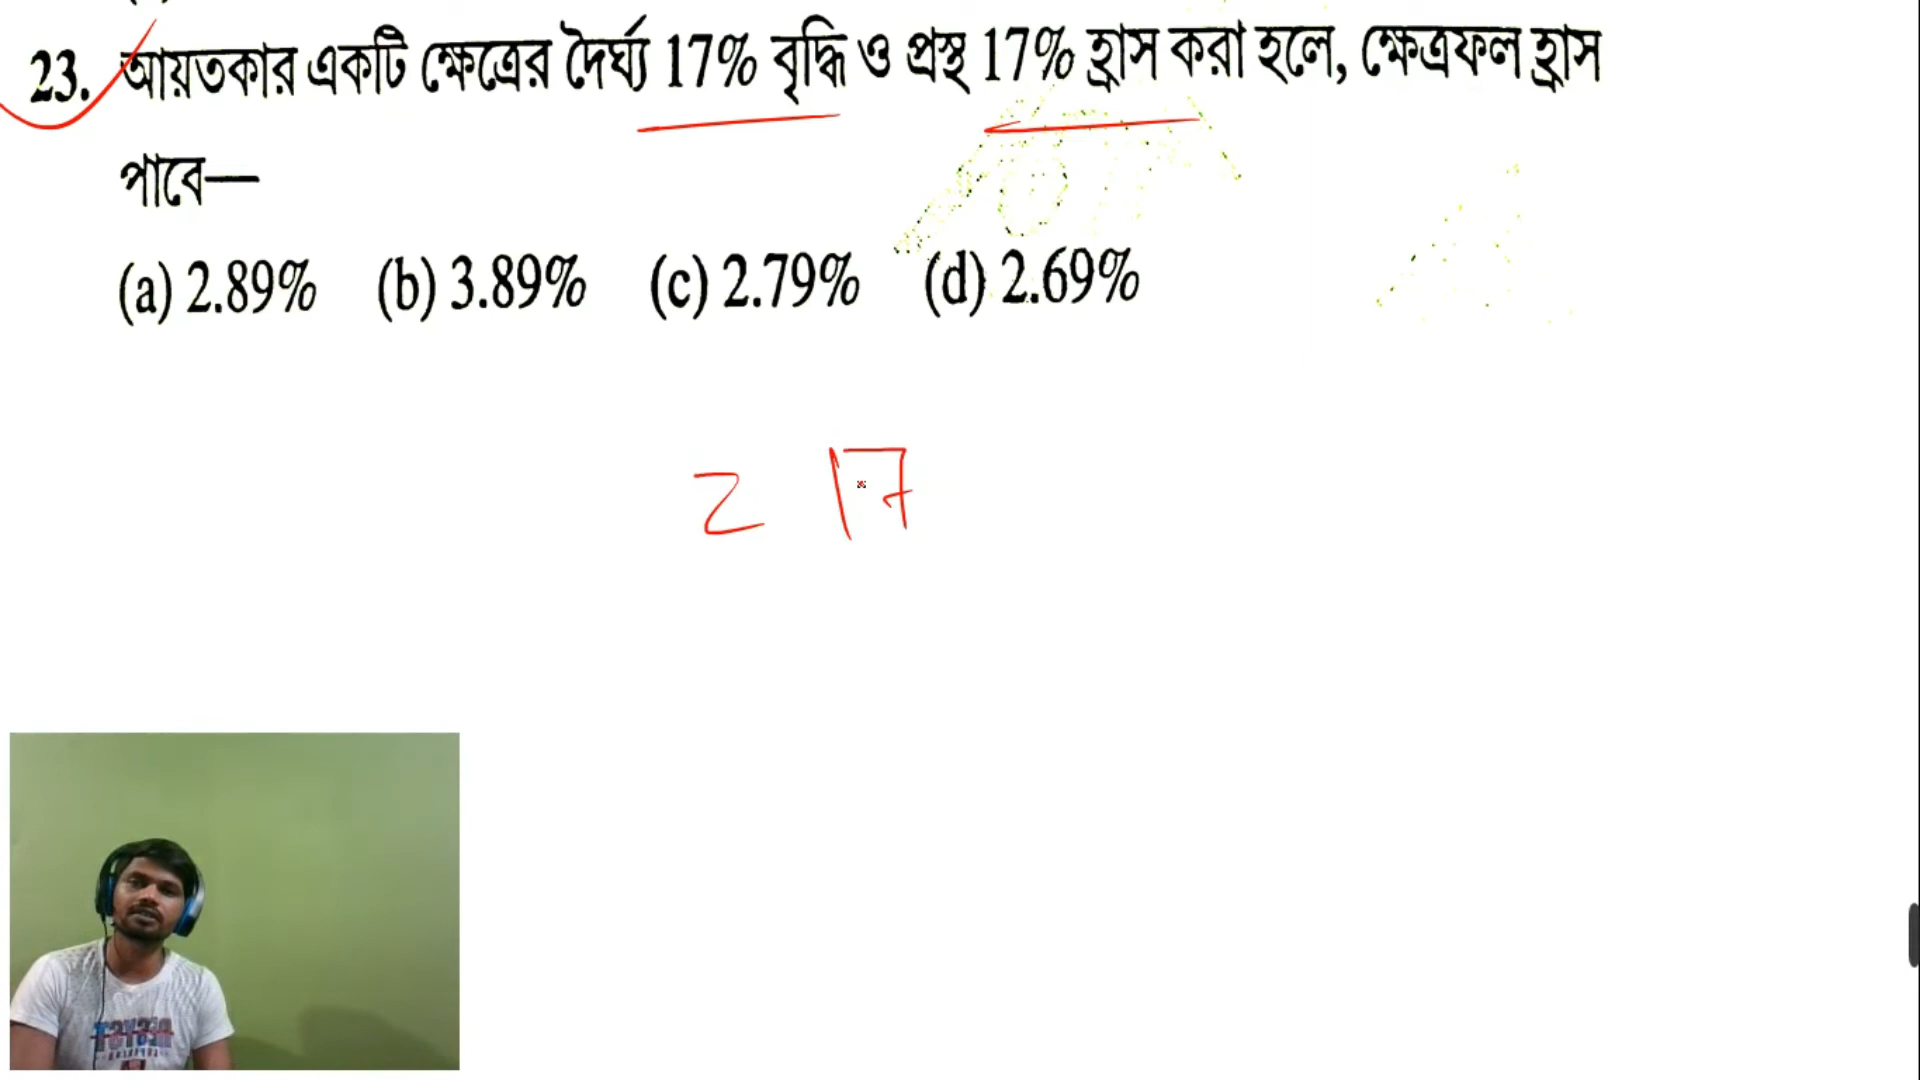 23. আয়তকার একটি ক্ষেত্রের দৈর্ঘ্য 17% বৃদ্ধি ও প্রস্থ 17% হ্রাস করা হলে, ক্ষেত্রফল হ্রাস
পাবে—
(a) 2.89% (b) 3.89% (c) 2.79% (d) 2.69%
2 17